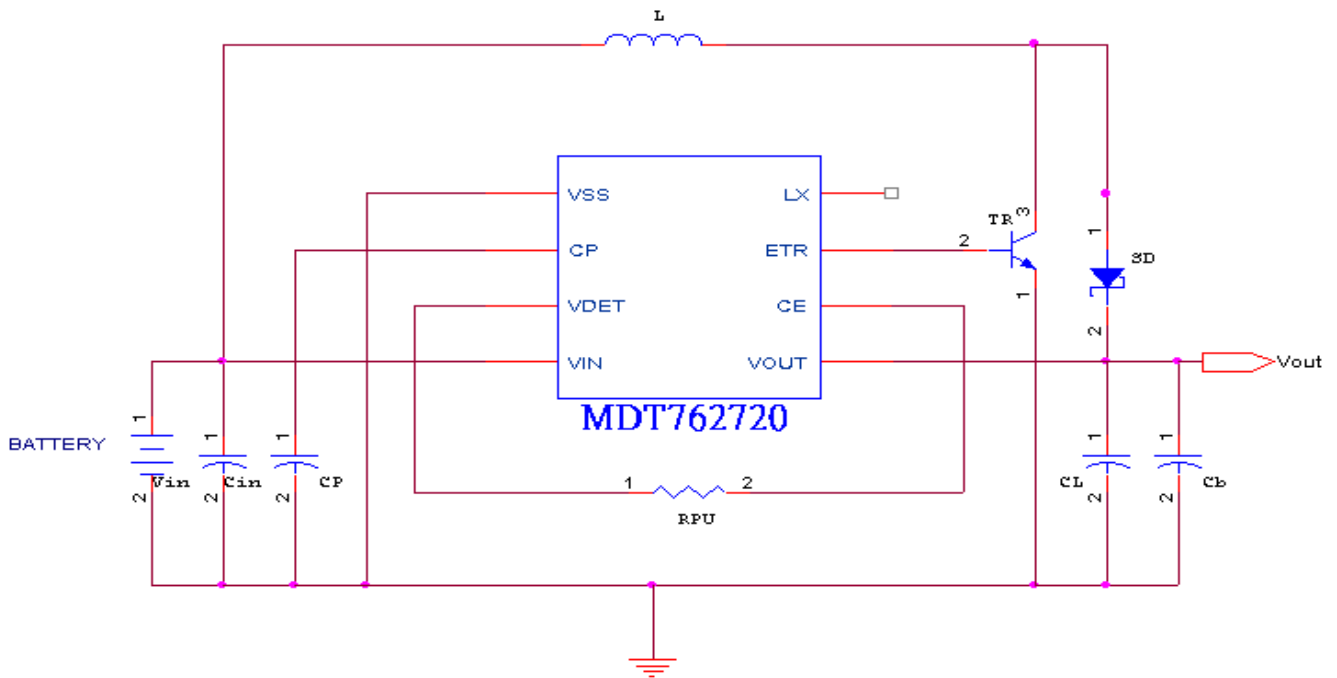 L
VSS
LX
CP
ETR
2
TR
3
1
1
SD
2
VDET
CE
VIN
VOUT
Vout
MDT762720
BATTERY
1
2
Vin
1
2
Cin
1
2
CP
1
2
RPU
1
2
CL
1
2
Cb